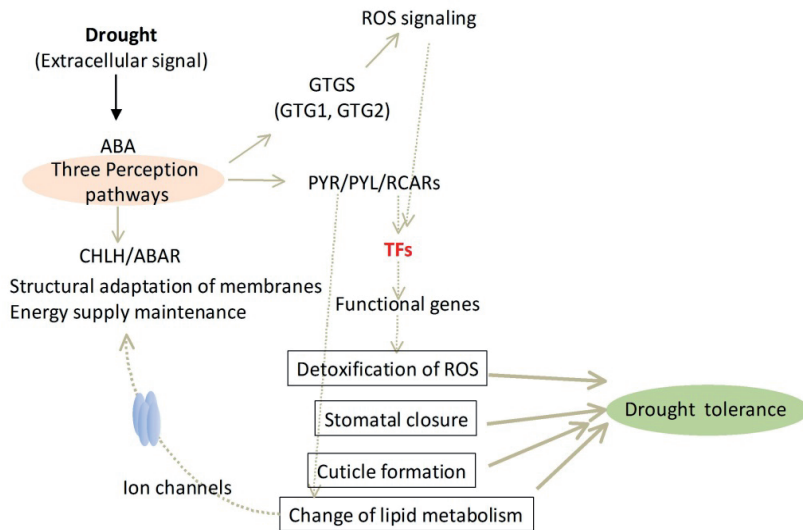 ROS signaling
Drought
(Extracellular signal)
GTGS
(GTG1, GTG2)
ABA
Three Perception
pathways
PYR/PYL/RCARs
CHLH/ABAR
TFs
Structural adaptation of membranes
Energy supply maintenance
Functional genes
Detoxification of ROS
Stomatal closure
Drought tolerance
Cuticle formation
Ion channels
Change of lipid metabolism